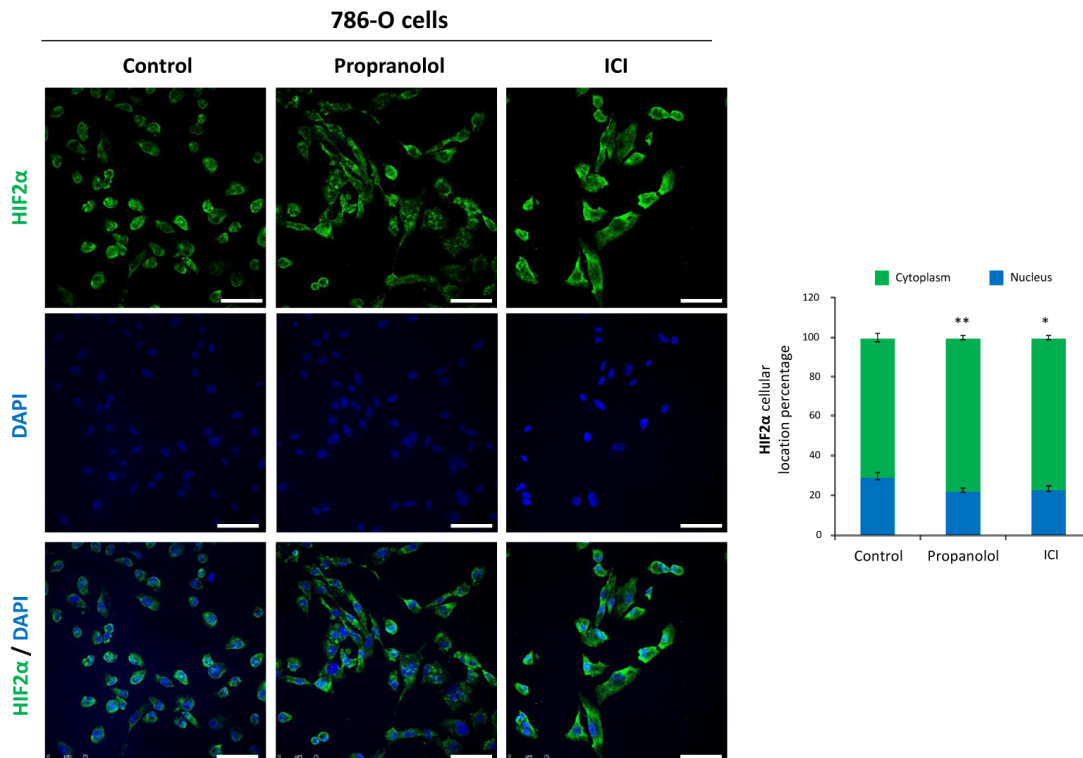 786-O cells
Control Propranolol ICI
HIF2α
DAPI
HIF2α / DAPI
Cytoplasm Nucleus
HIF2α cellular
location percentage
120
100
80
60
40
20
0
** *
Control Propanolol ICI